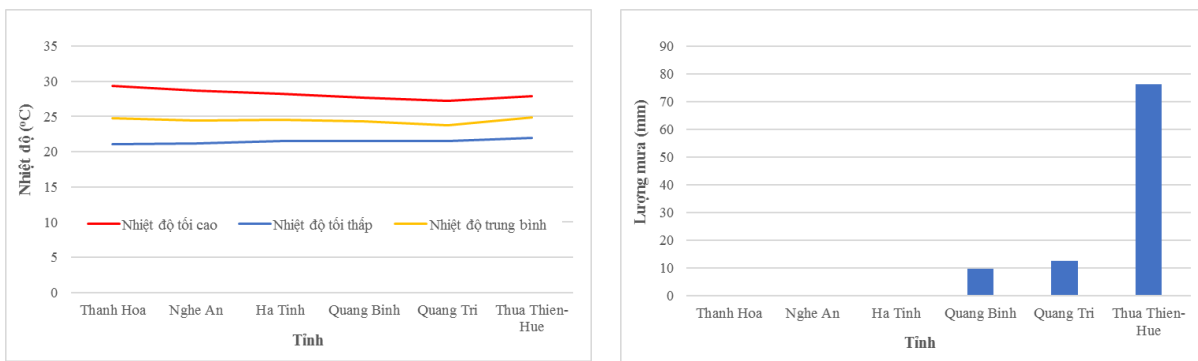 35
30
25
20
15
10
5
0
Nhiệt độ (°C)
Nhiệt độ tối cao
Nhiệt độ tối thấp
Nhiệt độ trung bình
Thanh Hoa
Nghe An
Ha Tinh
Quang Binh
Quang Tri
Thua Thien-
Hue
Tỉnh
90
80
70
60
50
40
30
20
10
0
Lượng mưa (mm)
Thanh Hoa
Nghe An
Ha Tinh
Quang Binh
Quang Tri
Thua Thien-
Hue
Tỉnh